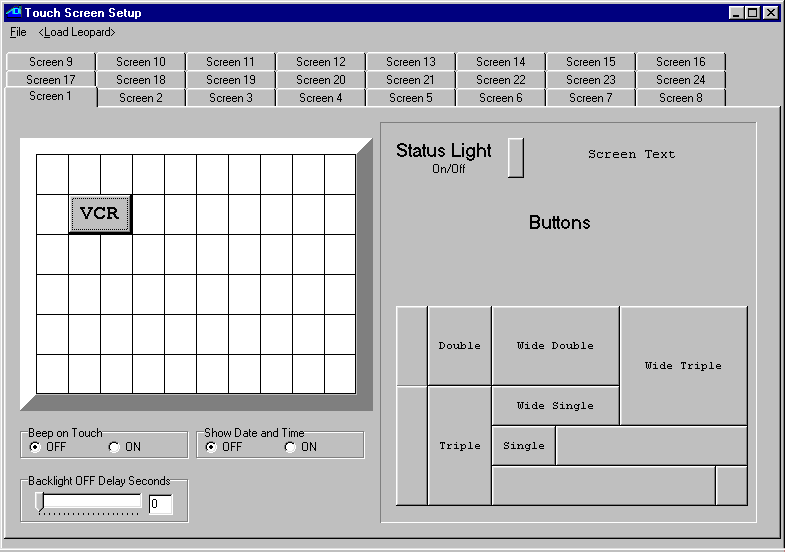 Touch Screen Setup
File <Load Leopard>
Screen 9 Screen 10 Screen 11 Screen 12 Screen 13 Screen 14 Screen 15 Screen 16
Screen 17 Screen 18 Screen 19 Screen 20 Screen 21 Screen 22 Screen 23 Screen 24
Screen 1 Screen 2 Screen 3 Screen 4 Screen 5 Screen 6 Screen 7 Screen 8
VCR
Beep on Touch
OFF ON
Show Date and Time
OFF ON
Backlight OFF Delay Seconds
0
Status Light
On/Off
Screen Text
Buttons
Double Wide Double Wide Triple
Wide Single
Triple Single